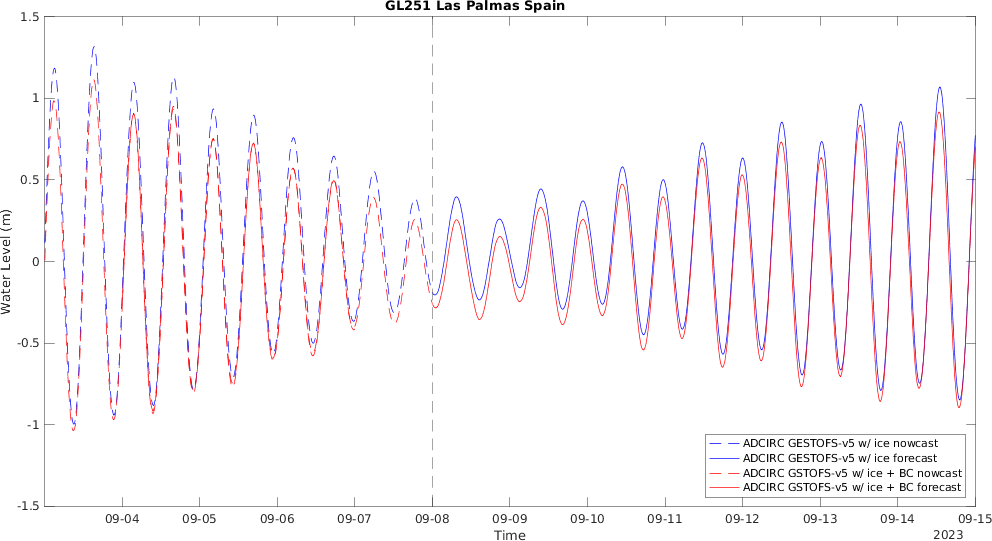 GL251 Las Palmas Spain
1.5
1
0.5
0
-0.5
-1
-1.5
Water Level (m)
09-04 09-05 09-06 09-07 09-08 09-09 09-10 09-11 09-12 09-13 09-14 09-15
Time
2023
ADCIRC GESTOFS-v5 w/ ice nowcast
ADCIRC GESTOFS-v5 w/ ice forecast
ADCIRC GSTOFS-v5 w/ ice + BC nowcast
ADCIRC GSTOFS-v5 w/ ice + BC forecast